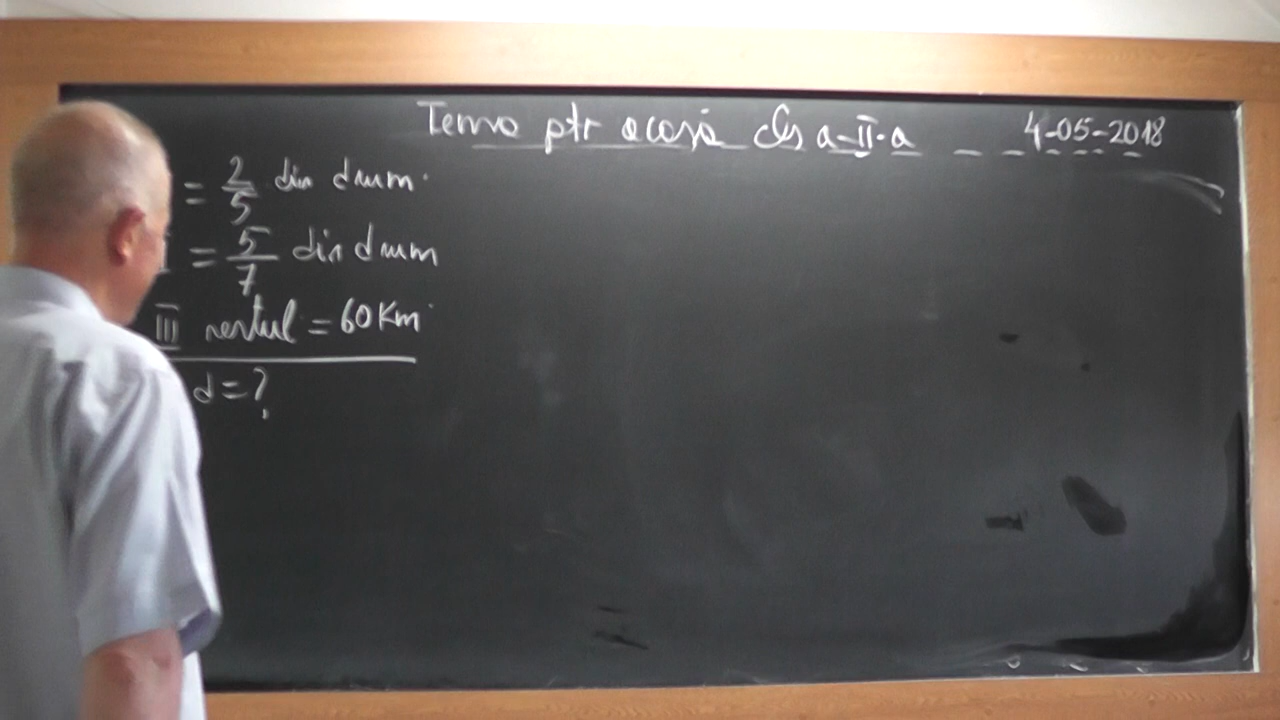 Tema ptr acasă cls a-II-a 4-05-2018
= 2/5 din drum
= 5/7 din drum
III restul = 60 Km
d = ?